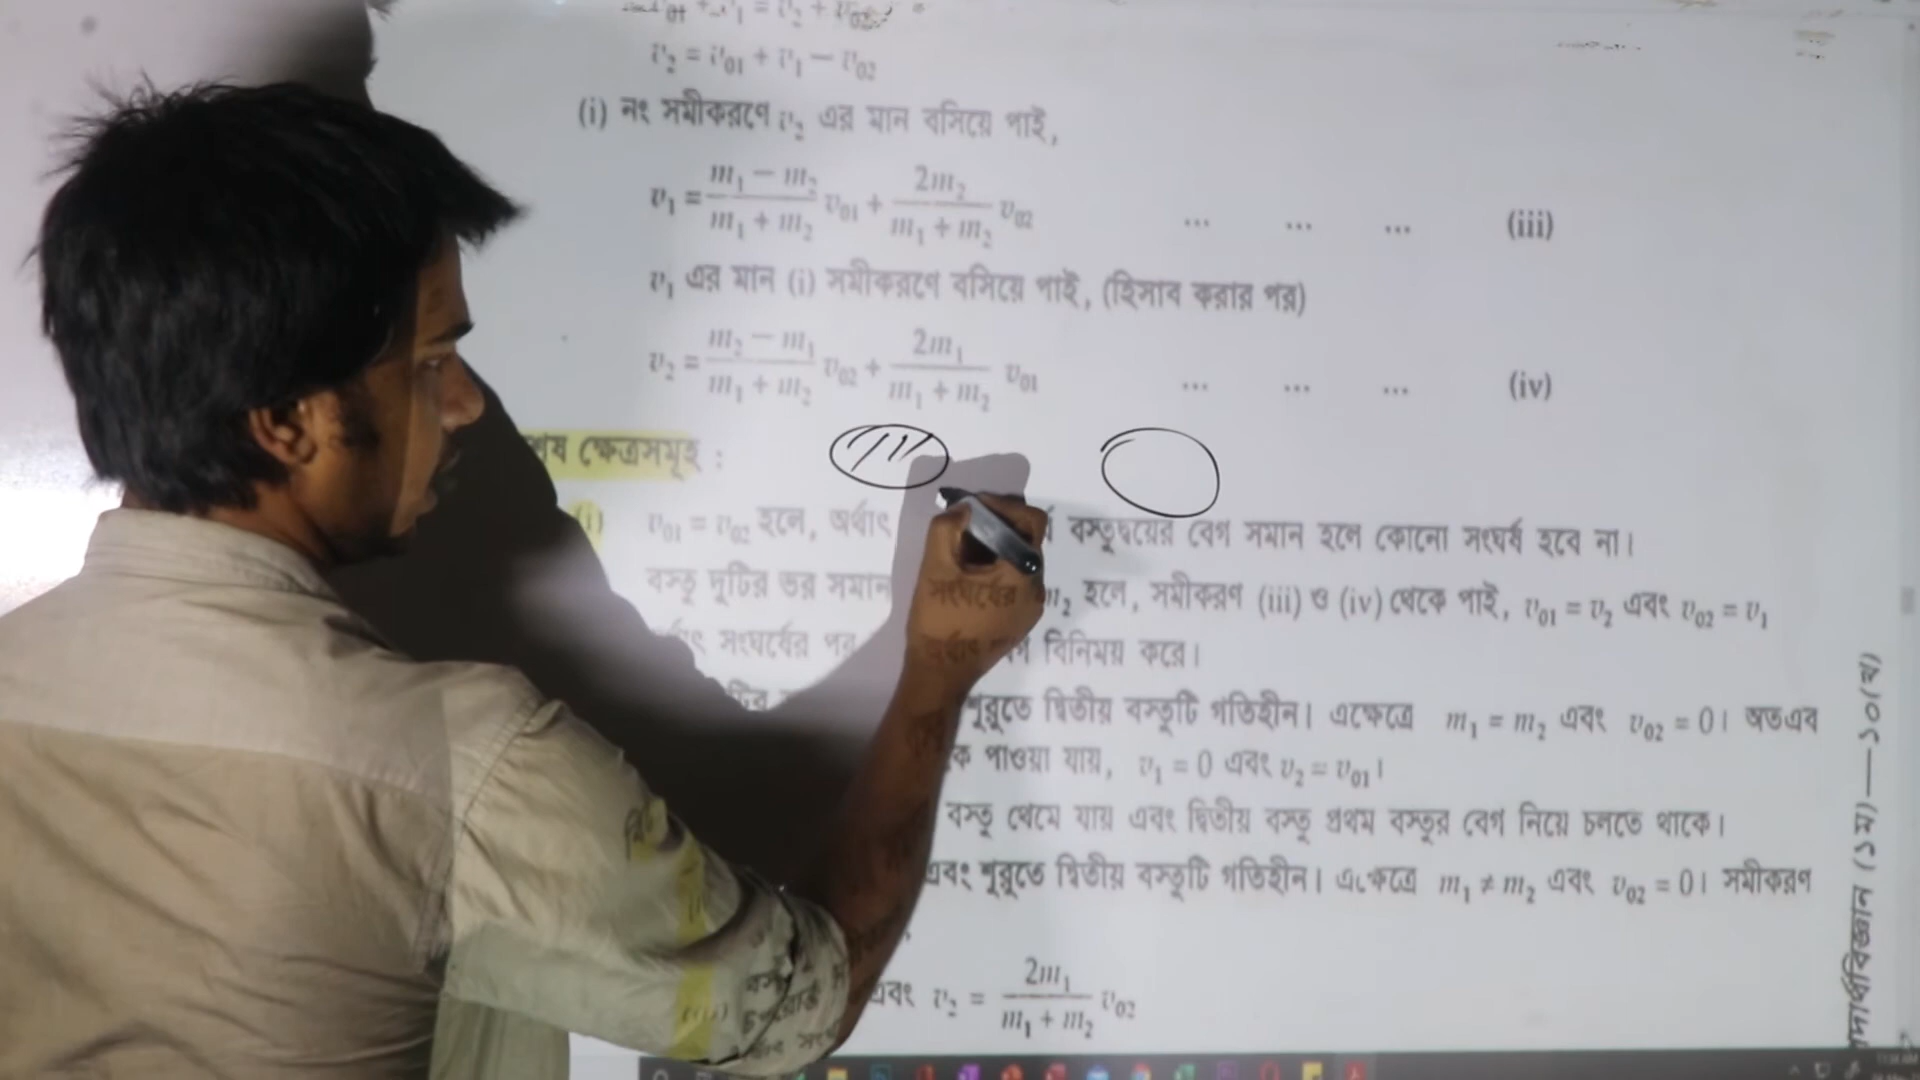 v₂ = v₀₁ + v₁ − v₀₂
(i) নং সমীকরণে v₂ এর মান বসিয়ে পাই,
v₁ = (m₁ − m₂)/(m₁ + m₂) v₀₁ + 2m₂/(m₁ + m₂) v₀₂ ... ... ... (iii)
v₁ এর মান (i) সমীকরণে বসিয়ে পাই, (হিসাব করার পর)
v₂ = (m₂ − m₁)/(m₁ + m₂) v₀₂ + 2m₁/(m₁ + m₂) v₀₁ ... ... ... (iv)
ক্ষেত্রসমূহ :
(i) v₀₁ = v₀₂ হলে, অর্থাৎ বস্তুদ্বয়ের বেগ সমান হলে কোনো সংঘর্ষ হবে না।
বস্তু দুটির ভর সমান m₂ হলে, সমীকরণ (iii) ও (iv) থেকে পাই, v₀₁ = v₂ এবং v₀₂ = v₁
সংঘর্ষের পর বিনিময় করে।
শুরুতে দ্বিতীয় বস্তুটি গতিহীন। এক্ষেত্রে m₁ = m₂ এবং v₀₂ = 0। অতএব
পাওয়া যায়, v₁ = 0 এবং v₂ = v₀₁।
বস্তু থেমে যায় এবং দ্বিতীয় বস্তু প্রথম বস্তুর বেগ নিয়ে চলতে থাকে।
এবং শুরুতে দ্বিতীয় বস্তুটি গতিহীন। এক্ষেত্রে m₁ ≠ m₂ এবং v₀₂ = 0। সমীকরণ
এবং v₂ = 2m₁/(m₁ + m₂) v₀₂
পদার্থবিজ্ঞান (১ম)—১০(খ)